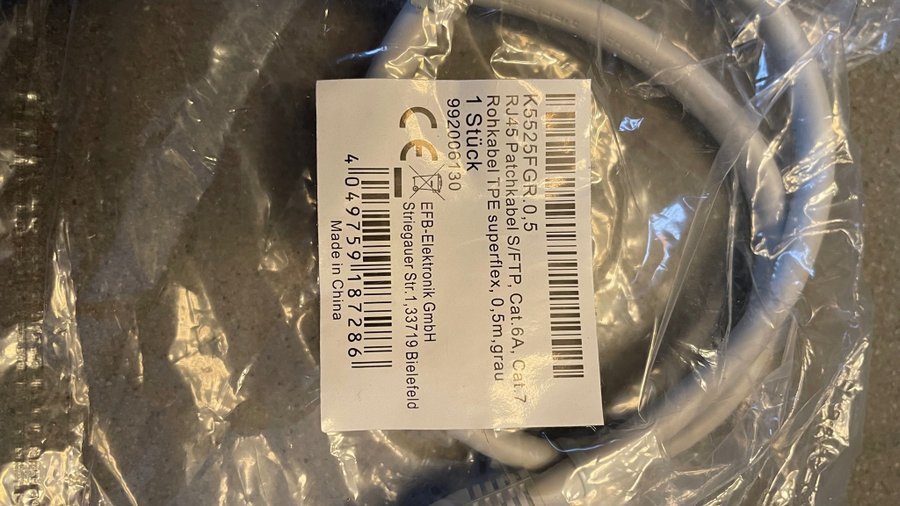 K5525FGR.0,5
RJ45 Patchkabel S/FTP, Cat.6A, Cat.7
Rohkabel TPE superflex, 0,5m,grau
1 Stück
992006130
CE
EFB-Elektronik GmbH
Striegauer Str.1,33719 Bielefeld
4 049759 187286
Made in China